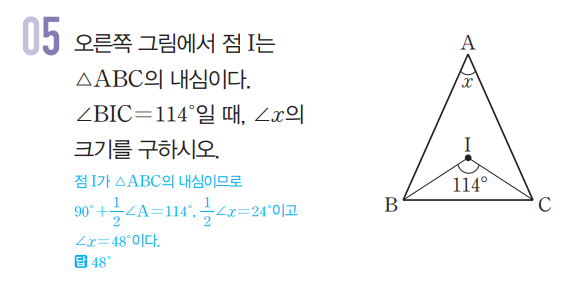 05 오른쪽 그림에서 점 I는
△ABC의 내심이다.
∠BIC=114°일 때, ∠x의
크기를 구하시오.
점 I가 △ABC의 내심이므로
90°+1/2∠A=114°, 1/2∠x=24°이고
∠x=48°이다.
답 48°
A
x
I
114°
B
C